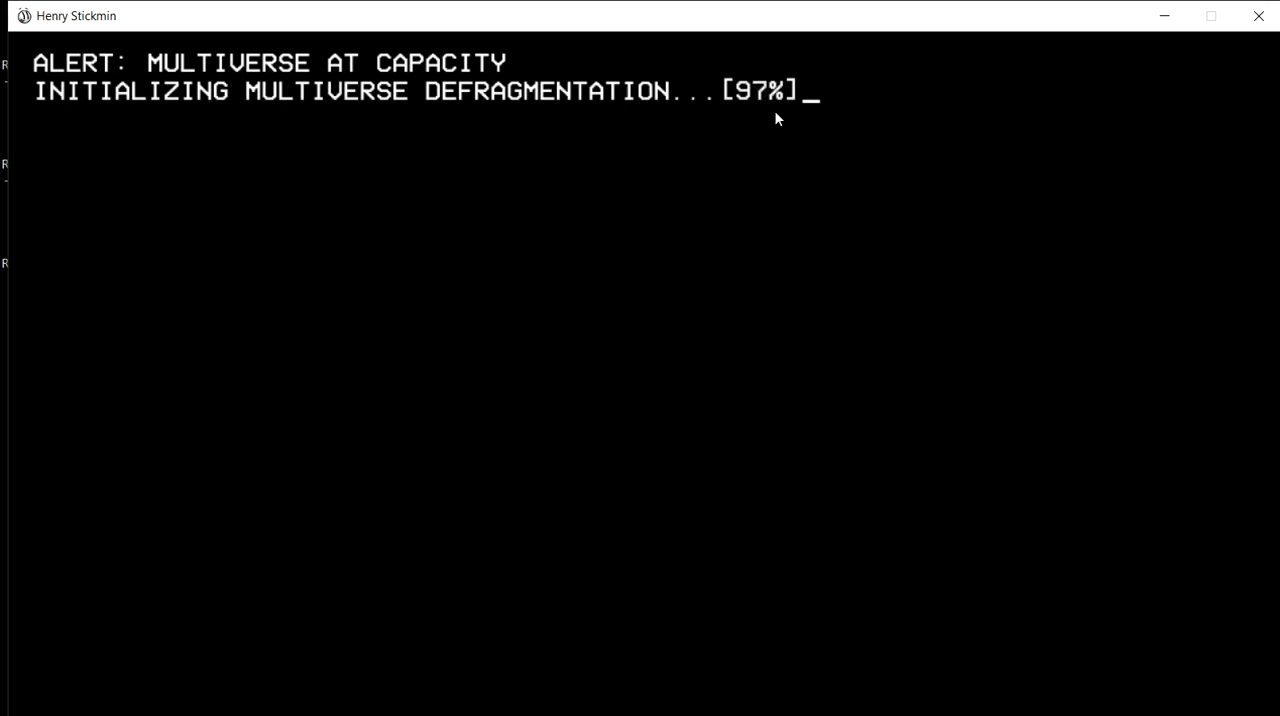 Henry Stickmin
ALERT: MULTIVERSE AT CAPACITY
INITIALIZING MULTIVERSE DEFRAGMENTATION...[97%]_
R
R
R